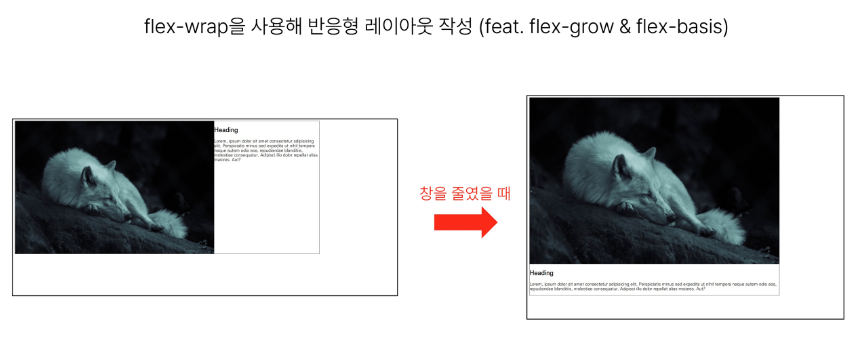 flex-wrap을 사용해 반응형 레이아웃 작성 (feat. flex-grow & flex-basis)
Heading
Lorem, ipsum dolor sit amet consectetur adipisicing
elit. Perspiciatis minus sed expedita ut nihil tempora
neque autem odio eos, repudiandae blanditiis,
molestiae consequatur. Adipisci illo dolor repellat alias
maiores. Aut?
창을 줄였을 때
Heading
Lorem, ipsum dolor sit amet consectetur adipisicing elit. Perspiciatis minus sed expedita ut nihil tempora neque autem odio eos,
repudiandae blanditiis, molestiae consequatur. Adipisci illo dolor repellat alias maiores. Aut?